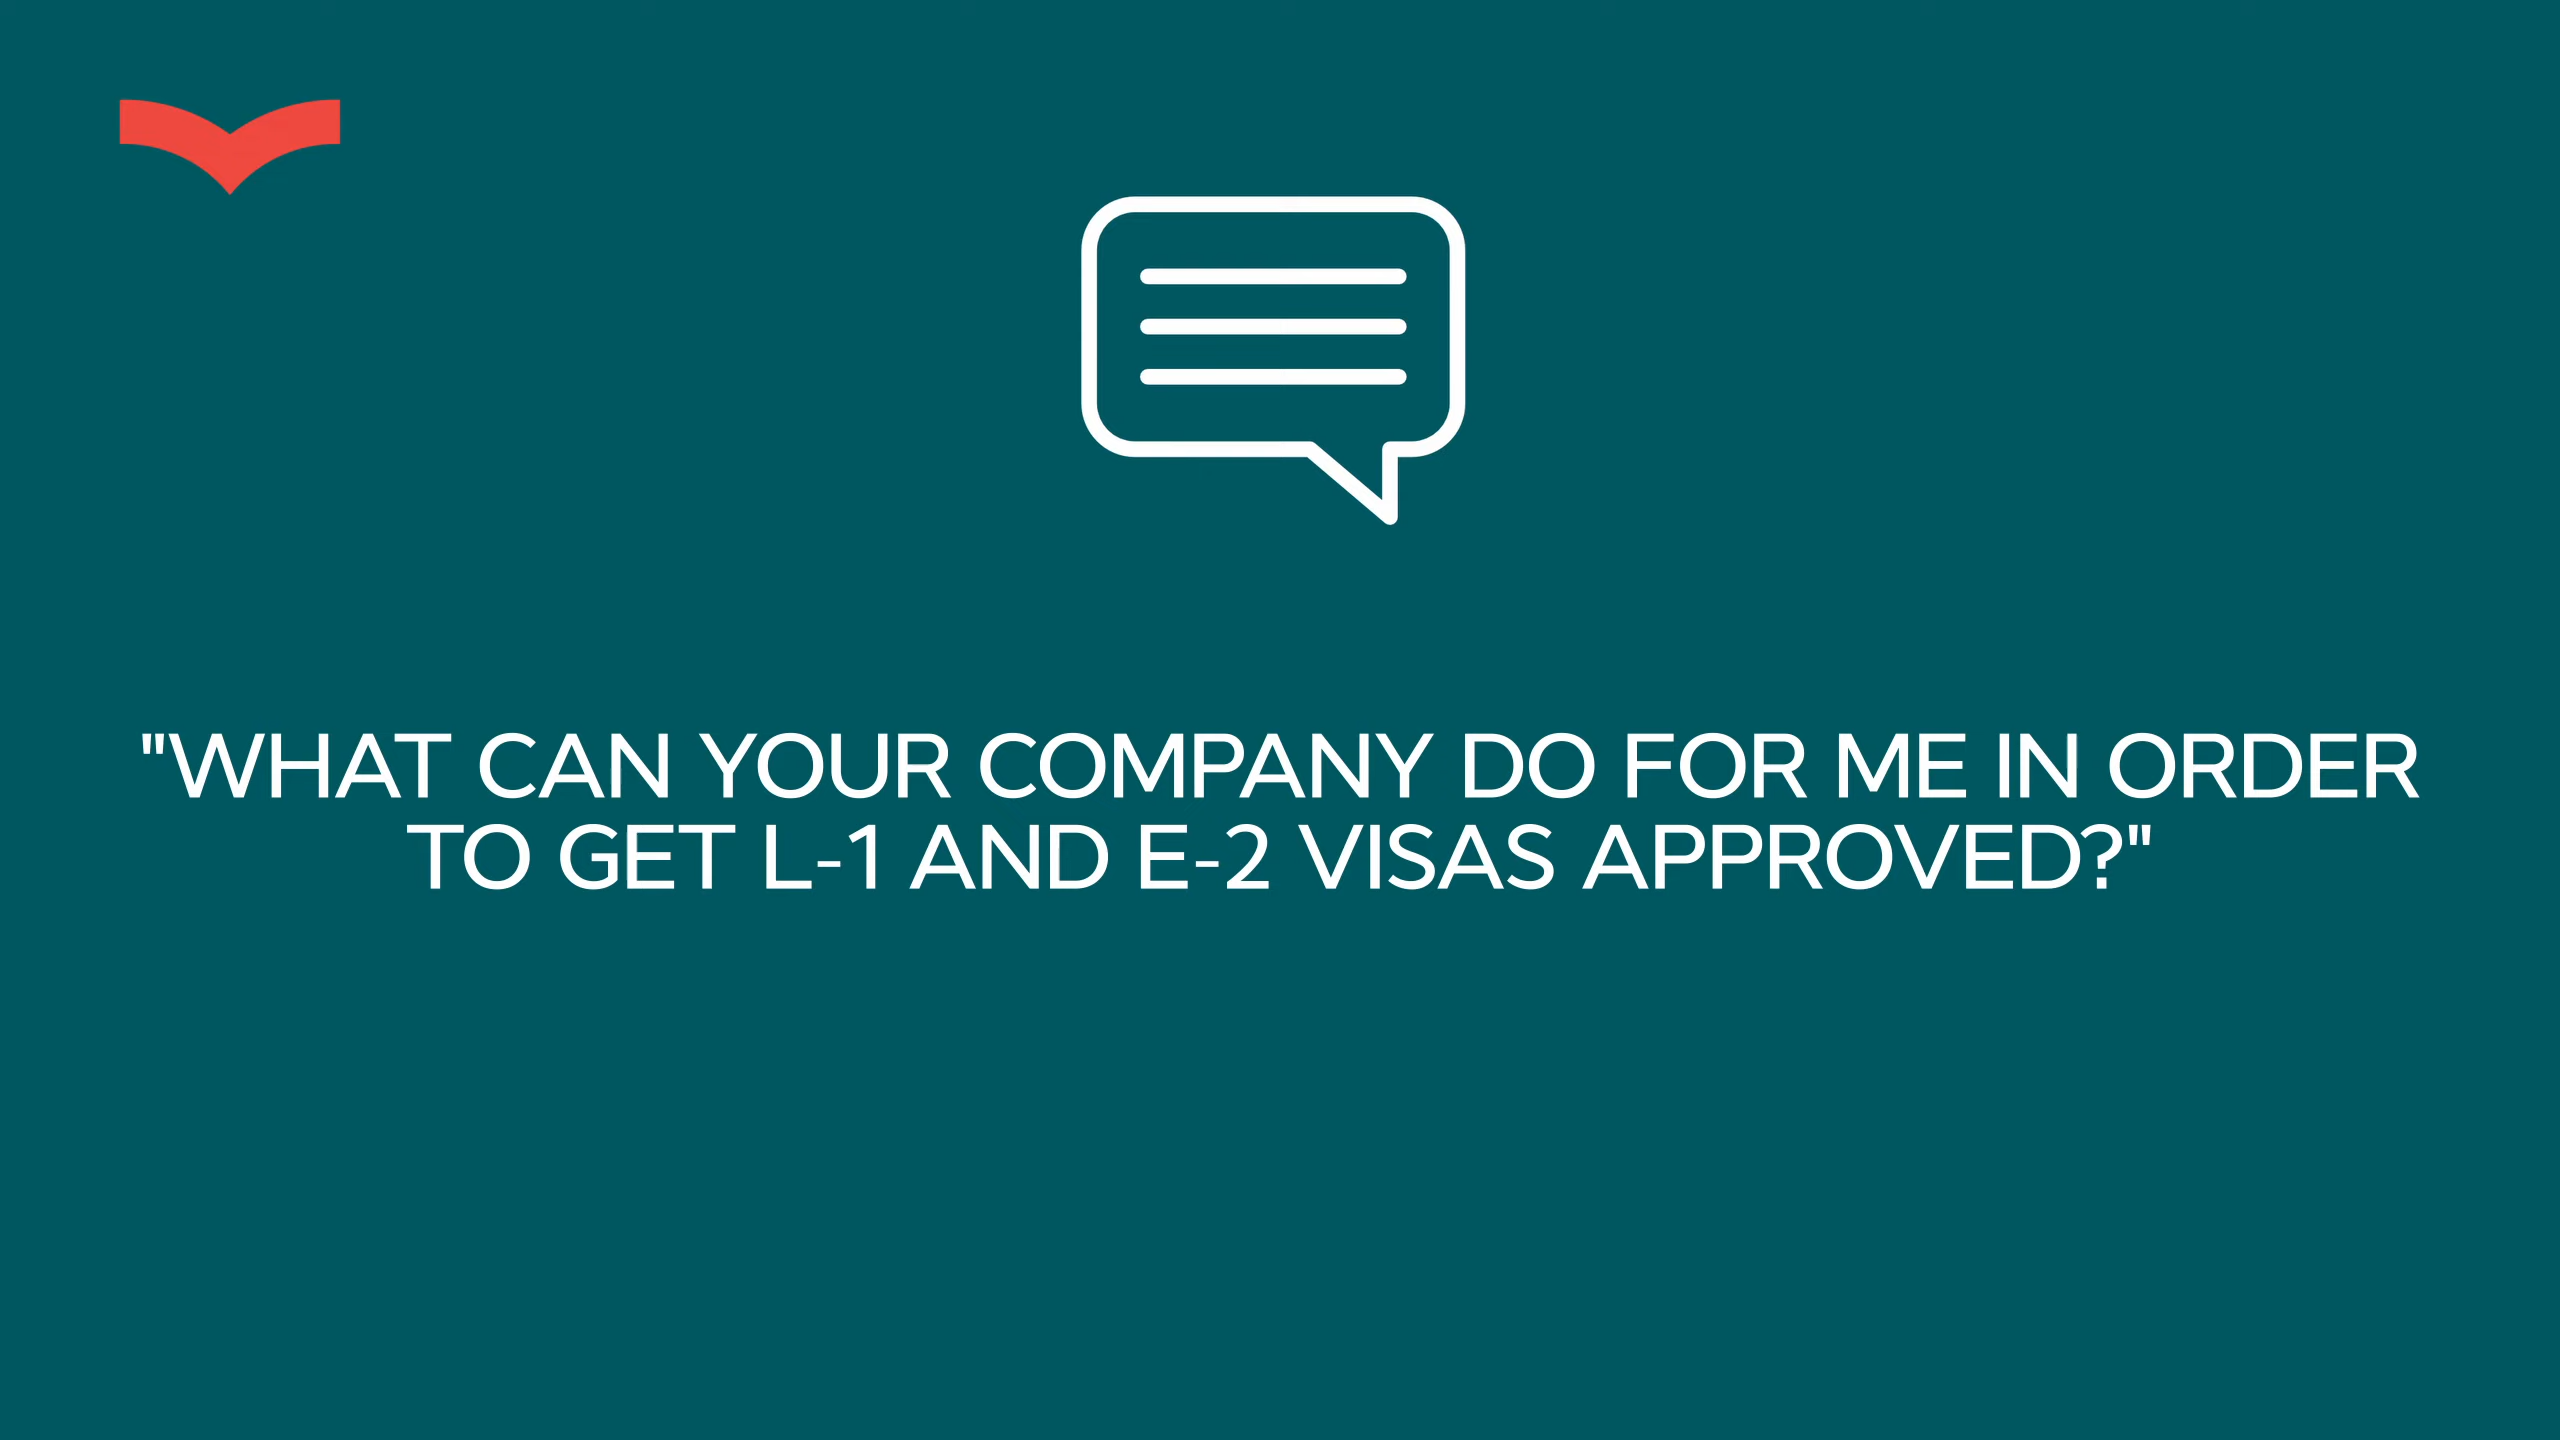 "WHAT CAN YOUR COMPANY DO FOR ME IN ORDER
TO GET L-1 AND E-2 VISAS APPROVED?"